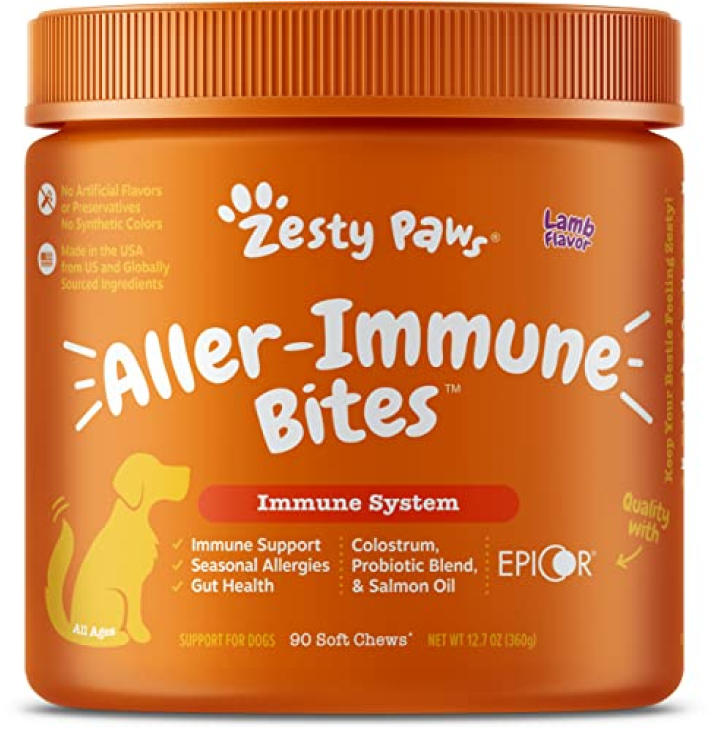 No Artificial Flavors
or Preservatives
No Synthetic Colors
Made in the USA
from US and Globally
Sourced Ingredients
Zesty Paws®
Lamb
Flavor
Aller-Immune
Bites™
Immune System
✓ Immune Support
✓ Seasonal Allergies
✓ Gut Health
Colostrum,
Probiotic Blend,
& Salmon Oil
Quality
with
EPICOR®
All Ages
SUPPORT FOR DOGS 90 Soft Chews* NET WT 12.7 OZ (360g)
Keep Your Bestie Feeling Zesty!™